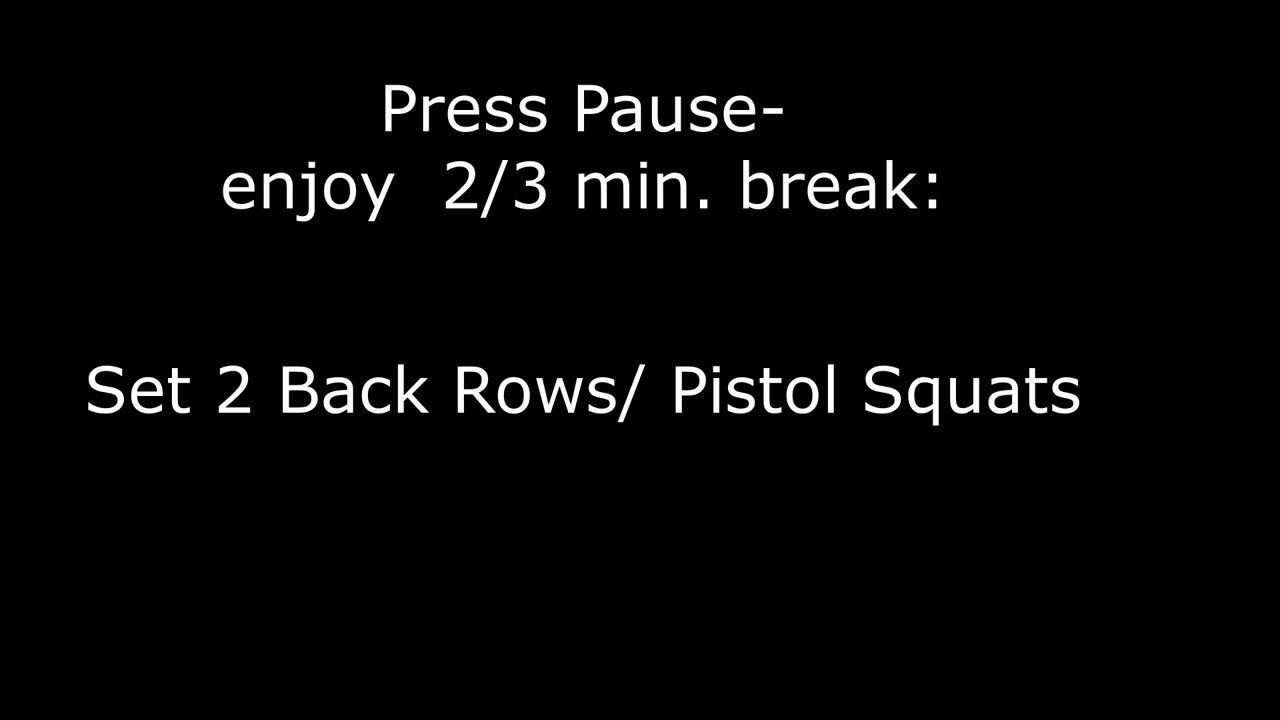 Press Pause-
enjoy  2/3 min. break:
Set 2 Back Rows/ Pistol Squats